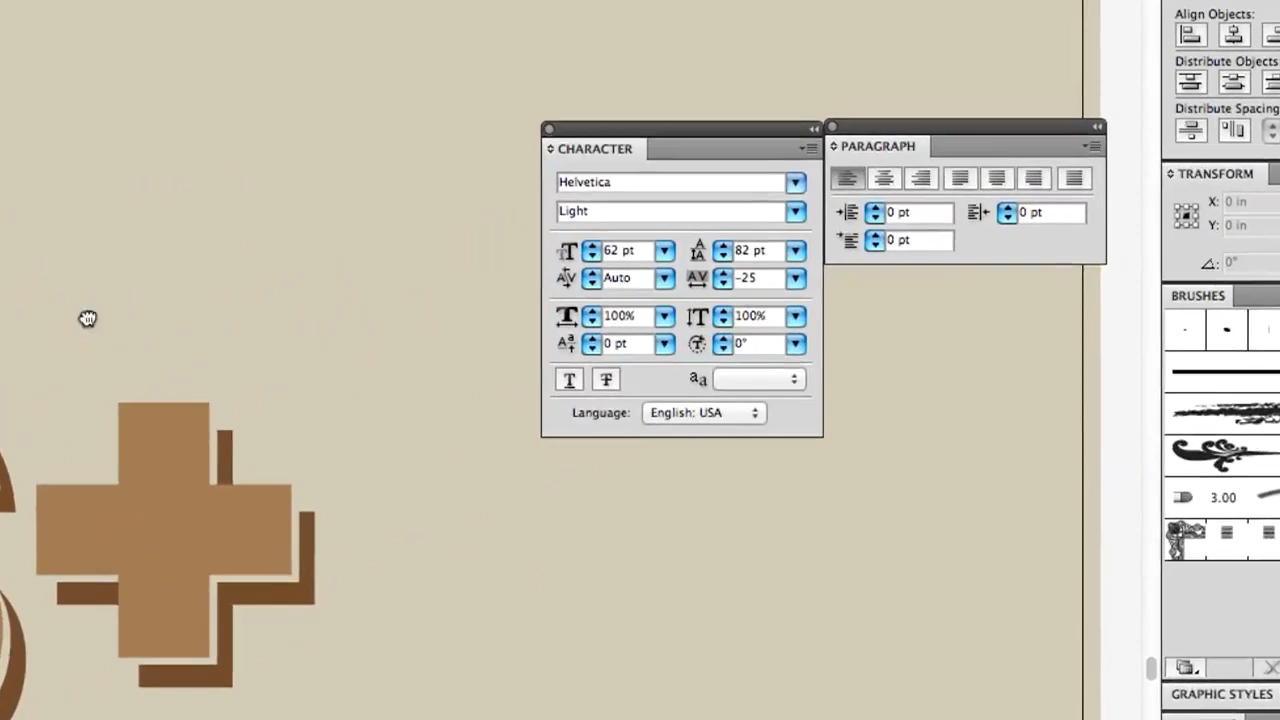 Align Objects:
Distribute Objects
Distribute Spacing
CHARACTER
Helvetica
Light
62 pt
82 pt
Auto
-25
100%
100%
0 pt
0°
Language:
English: USA
PARAGRAPH
0 pt
0 pt
0 pt
TRANSFORM
X:
0 in
Y:
0 in
0°
BRUSHES
3.00
GRAPHIC STYLES